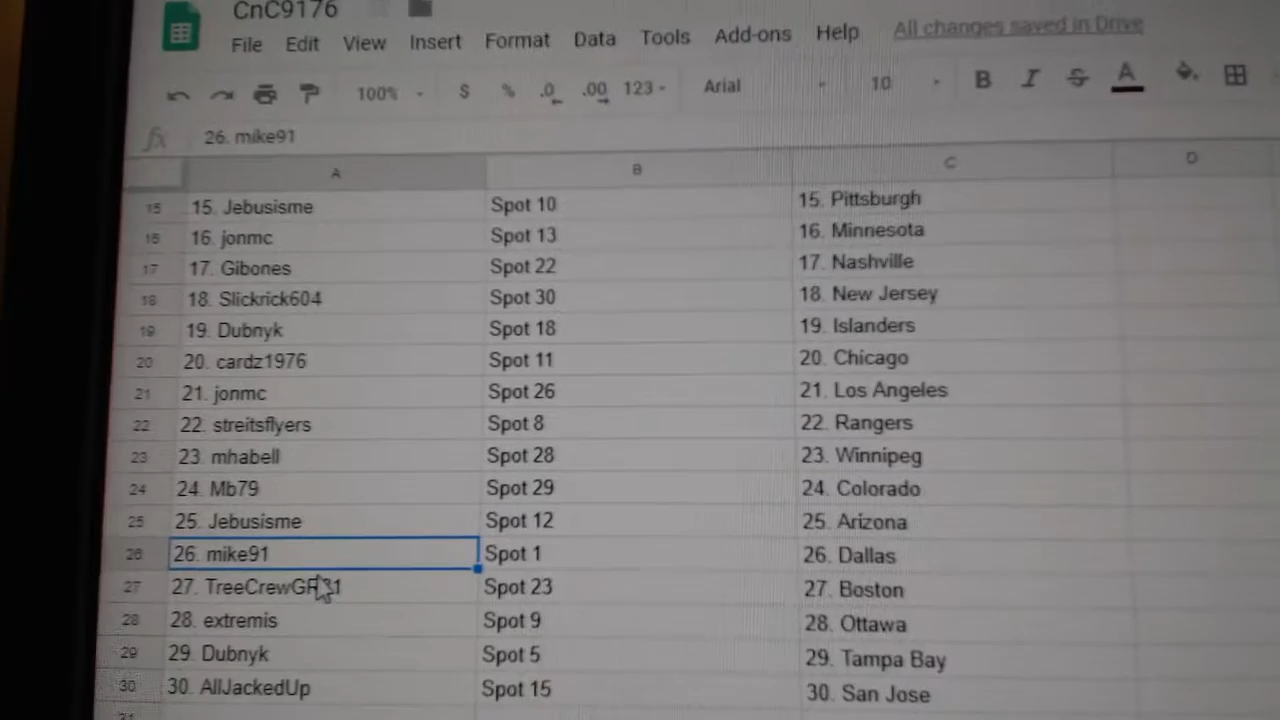 CnC9176
File Edit View Insert Format Data Tools Add-ons Help All changes saved in Drive
100% $ % .0 .00 123 Arial 10 B I S A
fx 26. mike91
A B C D
15 15. Jebusisme Spot 10 15. Pittsburgh
16 16. jonmc Spot 13 16. Minnesota
17 17. Gibones Spot 22 17. Nashville
18 18. Slickrick604 Spot 30 18. New Jersey
19 19. Dubnyk Spot 18 19. Islanders
20 20. cardz1976 Spot 11 20. Chicago
21 21. jonmc Spot 26 21. Los Angeles
22 22. streitsflyers Spot 8 22. Rangers
23 23. mhabell Spot 28 23. Winnipeg
24 24. Mb79 Spot 29 24. Colorado
25 25. Jebusisme Spot 12 25. Arizona
26 26. mike91 Spot 1 26. Dallas
27 27. Spot 23 27. Boston
28 28. extremis Spot 9 28. Ottawa
29 29. Dubnyk Spot 5 29. Tampa Bay
30 30. AllJackedUp Spot 15 30. San Jose